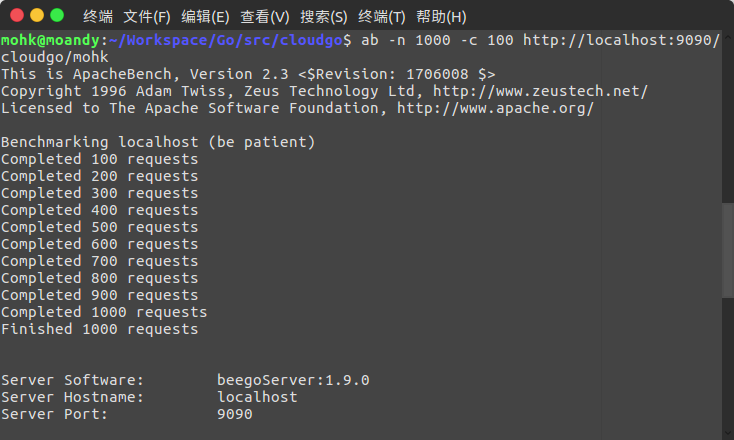 终端 文件(F) 编辑(E) 查看(V) 搜索(S) 终端(T) 帮助(H)
mohk@moandy:~/Workspace/Go/src/cloudgo$ ab -n 1000 -c 100 http://localhost:9090/
cloudgo/mohk
This is ApacheBench, Version 2.3 <$Revision: 1706008 $>
Copyright 1996 Adam Twiss, Zeus Technology Ltd, http://www.zeustech.net/
Licensed to The Apache Software Foundation, http://www.apache.org/
Benchmarking localhost (be patient)
Completed 100 requests
Completed 200 requests
Completed 300 requests
Completed 400 requests
Completed 500 requests
Completed 600 requests
Completed 700 requests
Completed 800 requests
Completed 900 requests
Completed 1000 requests
Finished 1000 requests
Server Software: beegoServer:1.9.0
Server Hostname: localhost
Server Port: 9090